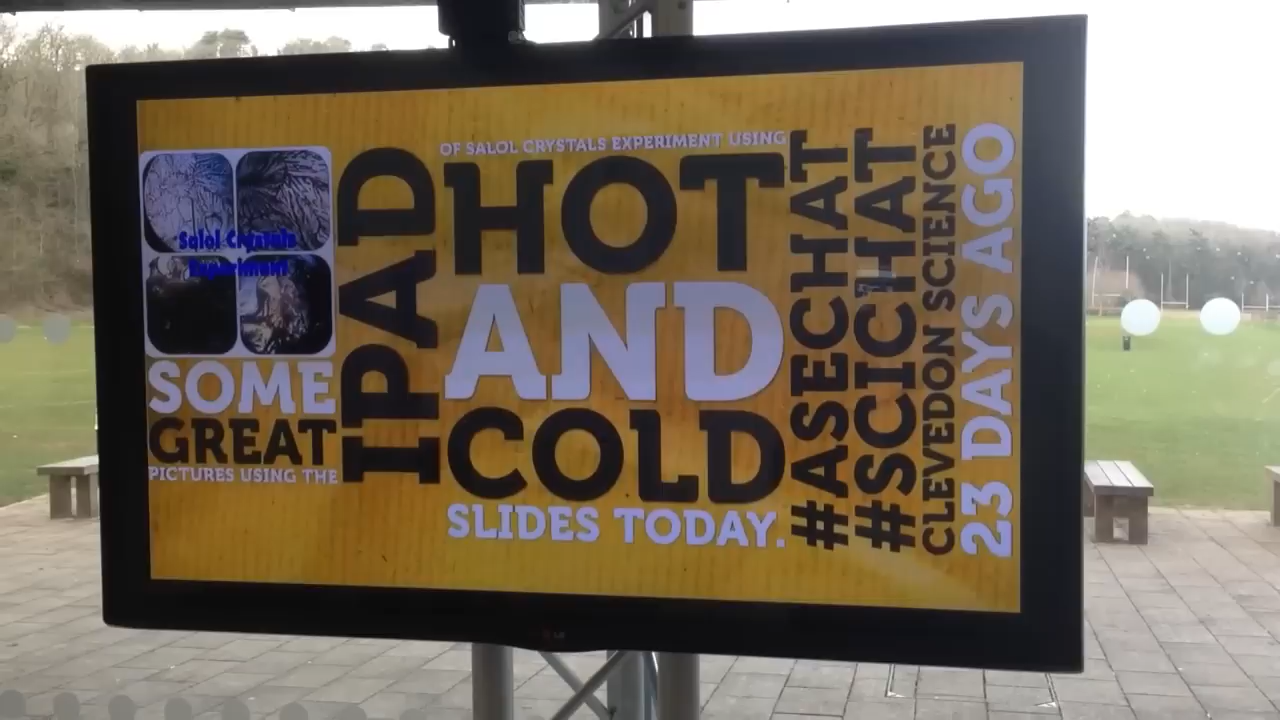 Salol Crystals
Experiment
SOME
GREAT
PICTURES USING THE
IPAD
OF SALOL CRYSTALS EXPERIMENT USING
HOT
AND
COLD
SLIDES TODAY.
#ASECHAT
#SCICHAT
CLEVEDON SCIENCE
23 DAYS AGO
LG